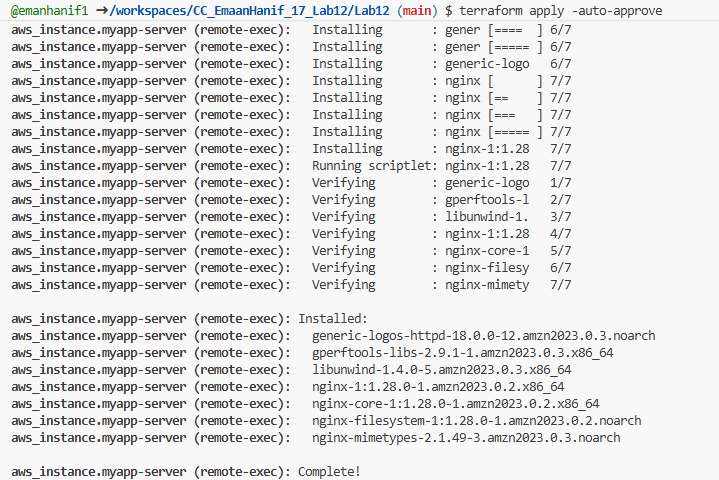 @emanhanif1 ➜/workspaces/CC_EmaanHanif_17_Lab12/Lab12 (main) $ terraform apply -auto-approve
aws_instance.myapp-server (remote-exec):   Installing       : gener [====  ] 6/7
aws_instance.myapp-server (remote-exec):   Installing       : gener [===== ] 6/7
aws_instance.myapp-server (remote-exec):   Installing       : generic-logo   6/7
aws_instance.myapp-server (remote-exec):   Installing       : nginx [      ] 7/7
aws_instance.myapp-server (remote-exec):   Installing       : nginx [==    ] 7/7
aws_instance.myapp-server (remote-exec):   Installing       : nginx [===   ] 7/7
aws_instance.myapp-server (remote-exec):   Installing       : nginx [===== ] 7/7
aws_instance.myapp-server (remote-exec):   Installing       : nginx-1:1.28   7/7
aws_instance.myapp-server (remote-exec):   Running scriptlet: nginx-1:1.28   7/7
aws_instance.myapp-server (remote-exec):   Verifying        : generic-logo   1/7
aws_instance.myapp-server (remote-exec):   Verifying        : gperftools-l   2/7
aws_instance.myapp-server (remote-exec):   Verifying        : libunwind-1.   3/7
aws_instance.myapp-server (remote-exec):   Verifying        : nginx-1:1.28   4/7
aws_instance.myapp-server (remote-exec):   Verifying        : nginx-core-1   5/7
aws_instance.myapp-server (remote-exec):   Verifying        : nginx-filesy   6/7
aws_instance.myapp-server (remote-exec):   Verifying        : nginx-mimety   7/7
aws_instance.myapp-server (remote-exec): Installed:
aws_instance.myapp-server (remote-exec):   generic-logos-httpd-18.0.0-12.amzn2023.0.3.noarch
aws_instance.myapp-server (remote-exec):   gperftools-libs-2.9.1-1.amzn2023.0.3.x86_64
aws_instance.myapp-server (remote-exec):   libunwind-1.4.0-5.amzn2023.0.3.x86_64
aws_instance.myapp-server (remote-exec):   nginx-1:1.28.0-1.amzn2023.0.2.x86_64
aws_instance.myapp-server (remote-exec):   nginx-core-1:1.28.0-1.amzn2023.0.2.x86_64
aws_instance.myapp-server (remote-exec):   nginx-filesystem-1:1.28.0-1.amzn2023.0.2.noarch
aws_instance.myapp-server (remote-exec):   nginx-mimetypes-2.1.49-3.amzn2023.0.3.noarch
aws_instance.myapp-server (remote-exec): Complete!